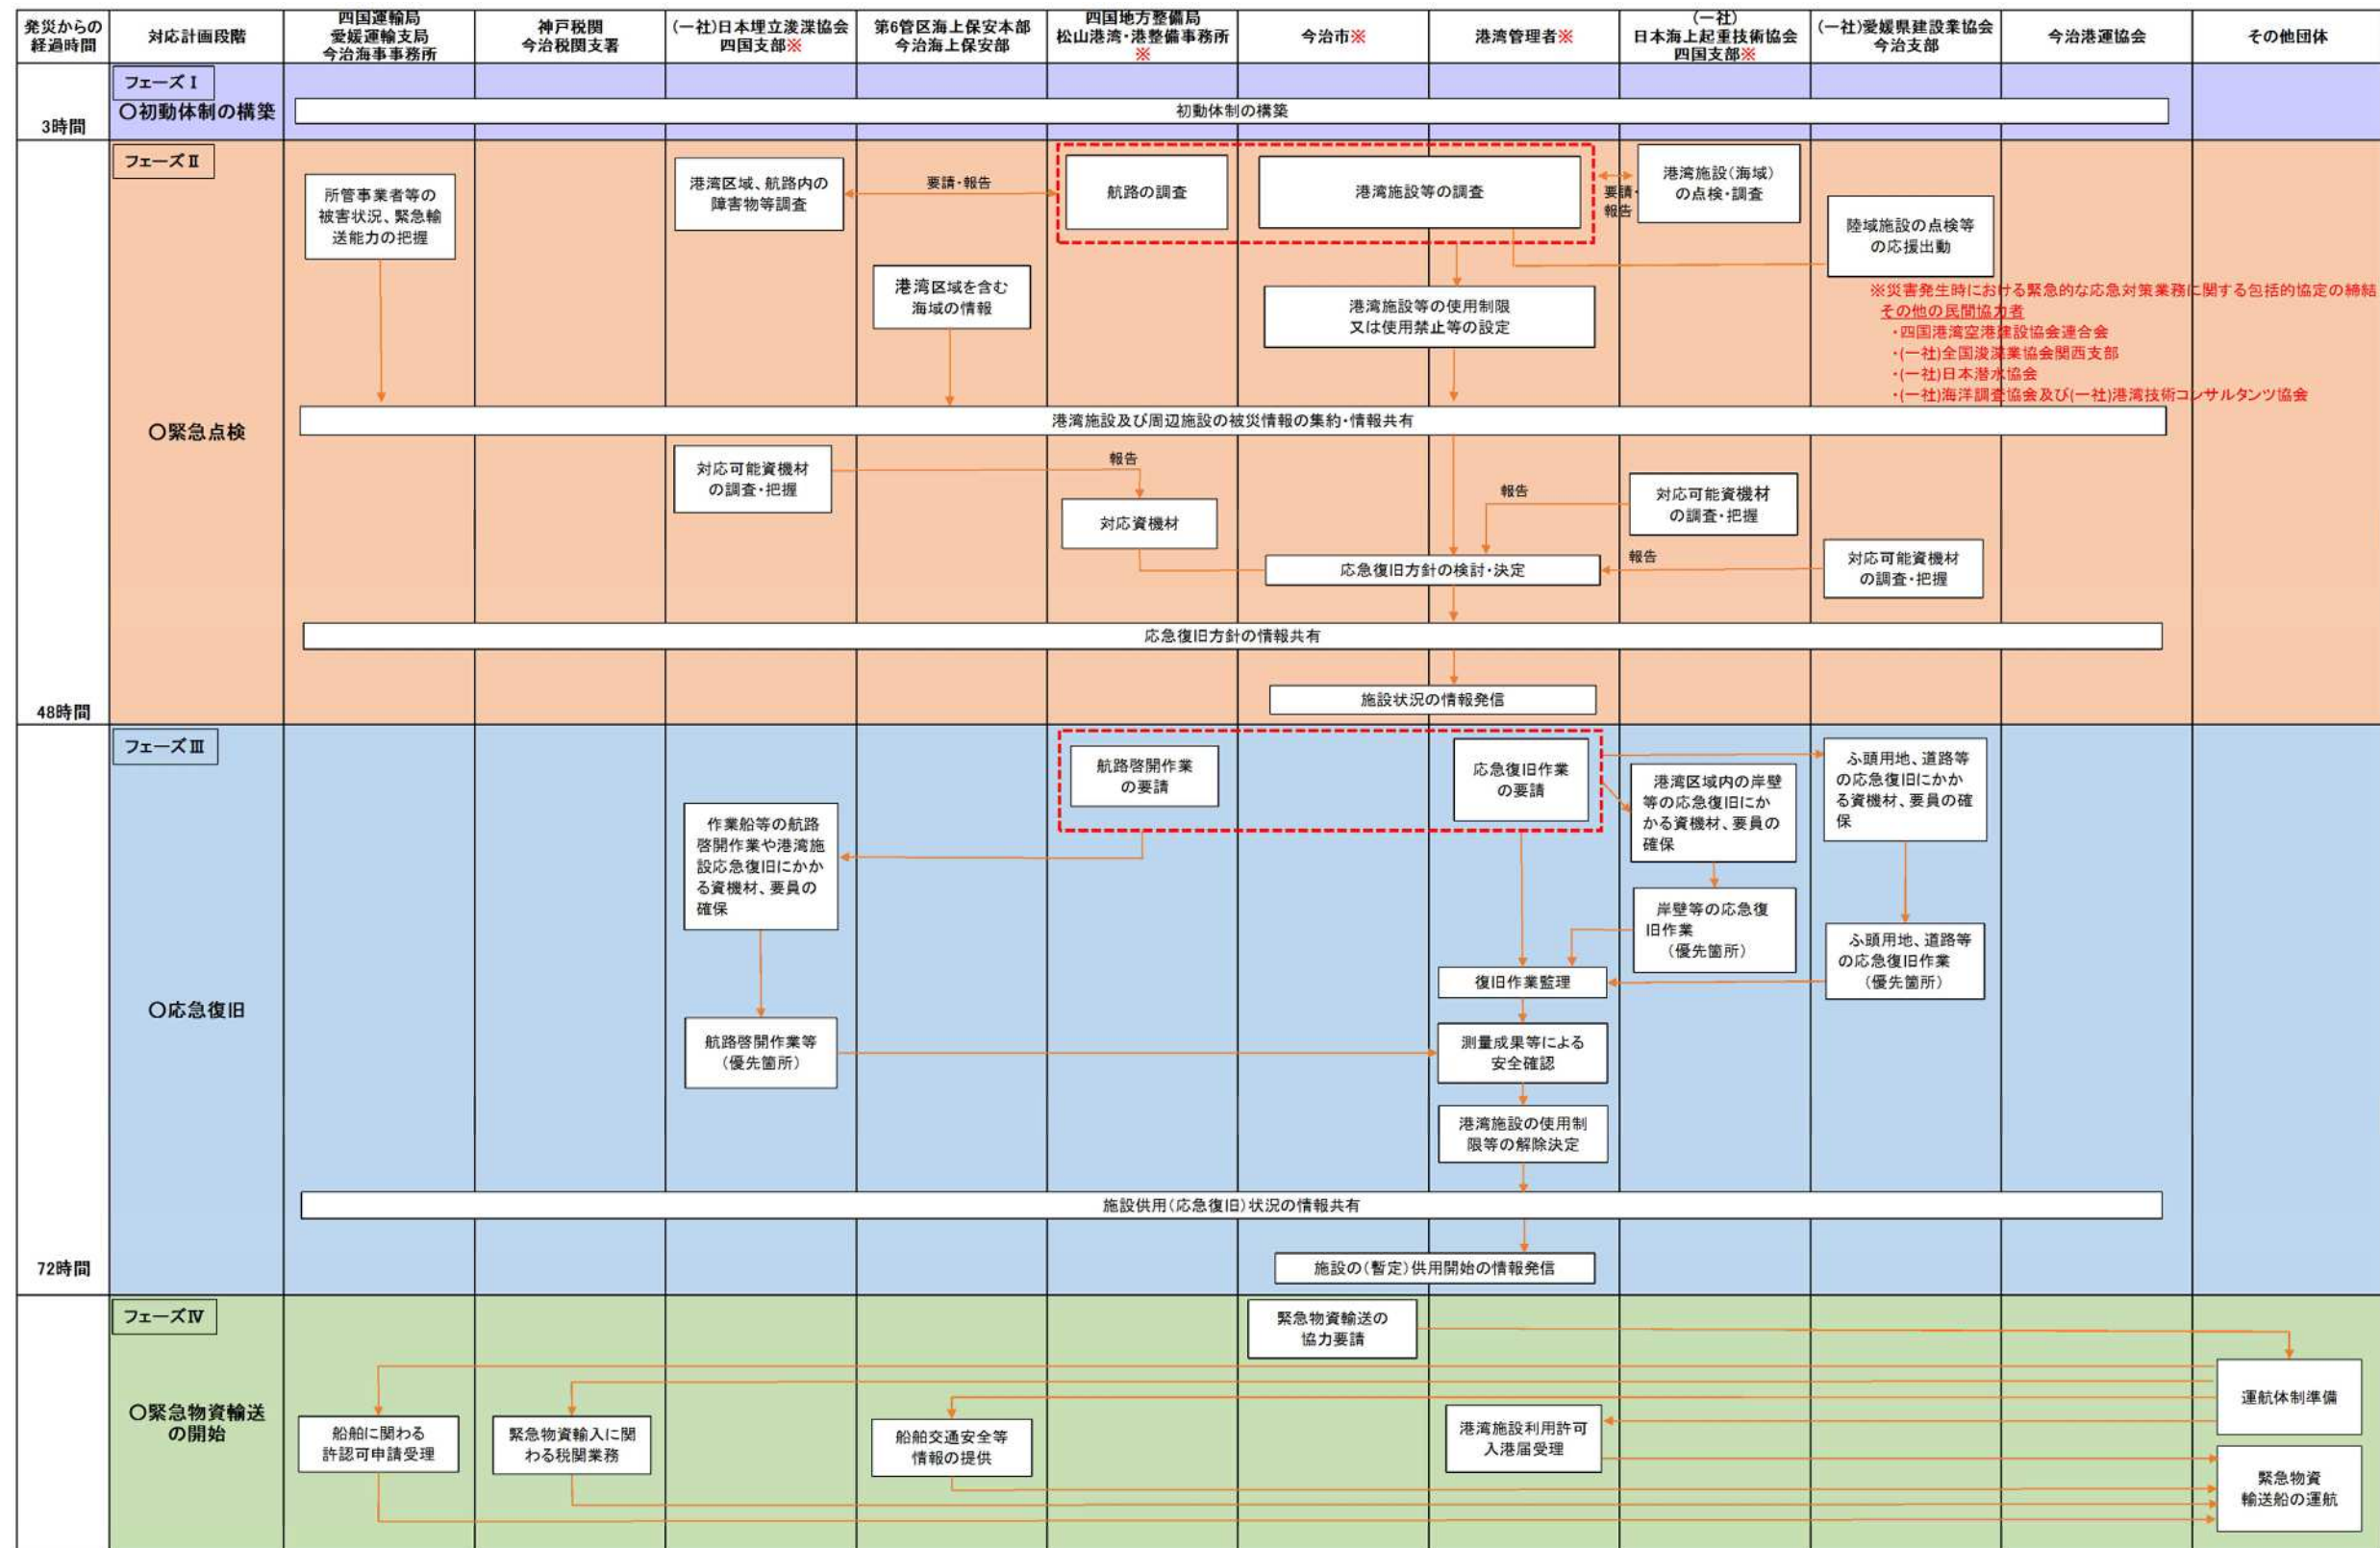 発災からの
経過時間
対応計画段階
四国運輸局
愛媛運輸支局
今治海事事務所
神戸税関
今治税関支署
(一社)日本埋立浚渫協会
四国支部※
第6管区海上保安本部
今治海上保安部
四国地方整備局
松山港湾・港整備事務所
※
今治市※
港湾管理者※
(一社)
日本海上起重技術協会
四国支部※
(一社)愛媛県建設業協会
今治支部
今治港運協会
その他団体
フェーズⅠ
〇初動体制の構築
初動体制の構築
3時間
フェーズⅡ
所管事業者等の
被害状況、緊急輸
送能力の把握
港湾区域、航路内の
障害物等調査
要請・報告
航路の調査
港湾施設等の調査
要請・
報告
港湾施設(海域)
の点検・調査
陸域施設の点検等
の応援出動
港湾区域を含む
海域の情報
港湾施設等の使用制限
又は使用禁止等の設定
※災害発生時における緊急的な応急対策業務に関する包括的協定の締結
その他の民間協力者
・四国港湾空港建設協会連合会
・(一社)全国浚渫業協会関西支部
・(一社)日本潜水協会
・(一社)海洋調査協会及び(一社)港湾技術コンサルタンツ協会
〇緊急点検
港湾施設及び周辺施設の被災情報の集約・情報共有
対応可能資機材
の調査・把握
報告
対応資機材
報告
対応可能資機材
の調査・把握
応急復旧方針の検討・決定
報告
対応可能資機材
の調査・把握
応急復旧方針の情報共有
施設状況の情報発信
48時間
フェーズⅢ
航路啓開作業
の要請
応急復旧作業
の要請
港湾区域内の岸壁
等の応急復旧にか
かる資機材、要員の
確保
ふ頭用地、道路等
の応急復旧にかか
る資機材、要員の確
保
作業船等の航路
啓開作業や港湾施
設応急復旧にかか
る資機材、要員の
確保
岸壁等の応急復
旧作業
(優先箇所)
ふ頭用地、道路等
の応急復旧作業
(優先箇所)
復旧作業監理
〇応急復旧
航路啓開作業等
(優先箇所)
測量成果等による
安全確認
港湾施設の使用制
限等の解除決定
施設供用(応急復旧)状況の情報共有
施設の(暫定)供用開始の情報発信
72時間
フェーズⅣ
緊急物資輸送の
協力要請
〇緊急物資輸送
の開始
運航体制準備
船舶に関わる
許認可申請受理
緊急物資輸入に関
わる税関業務
船舶交通安全等
情報の提供
港湾施設利用許可
入港届受理
緊急物資
輸送船の運航